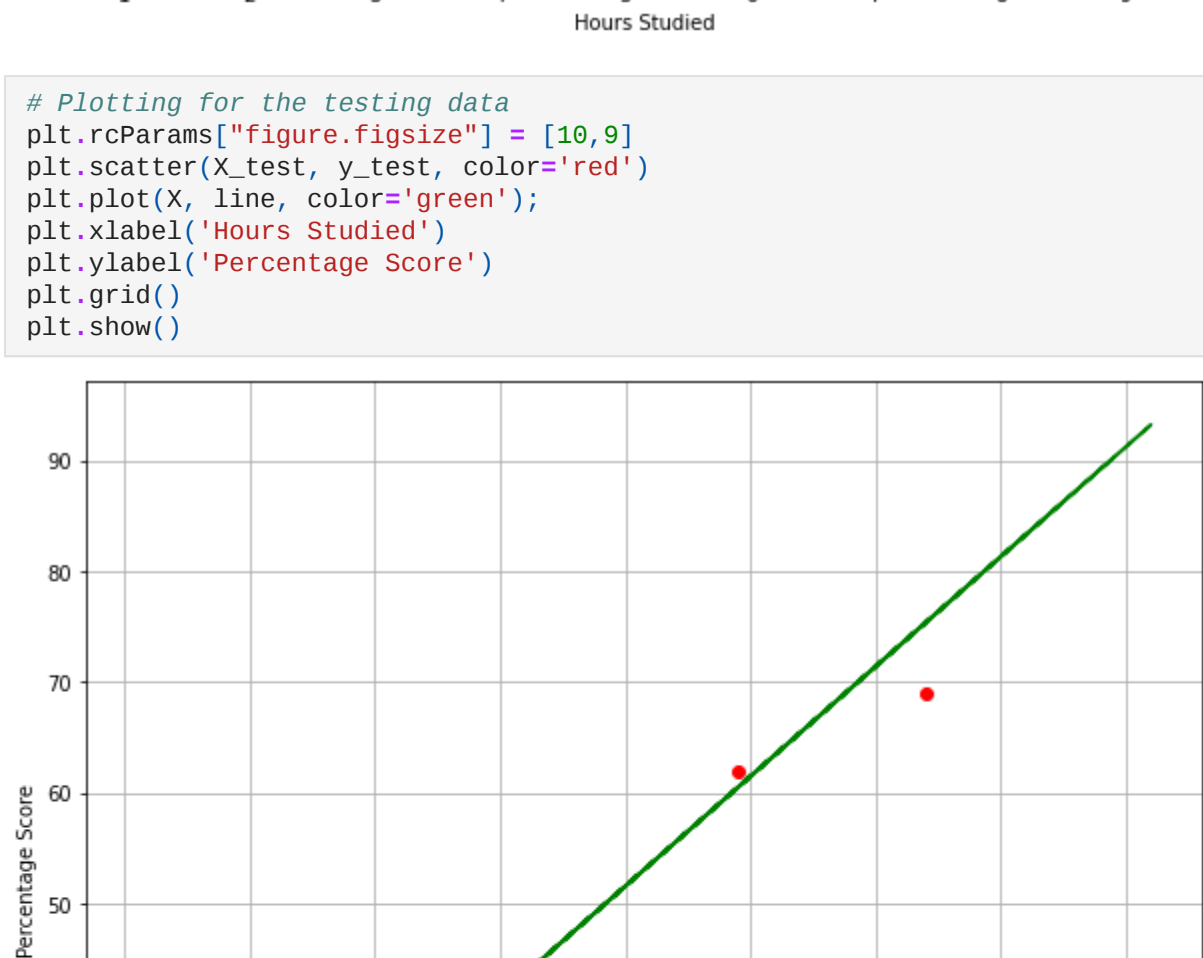 Hours Studied
# Plotting for the testing data
plt.rcParams["figure.figsize"] = [10,9]
plt.scatter(X_test, y_test, color='red')
plt.plot(X, line, color='green');
plt.xlabel('Hours Studied')
plt.ylabel('Percentage Score')
plt.grid()
plt.show()
90
80
70
60
50
Percentage Score